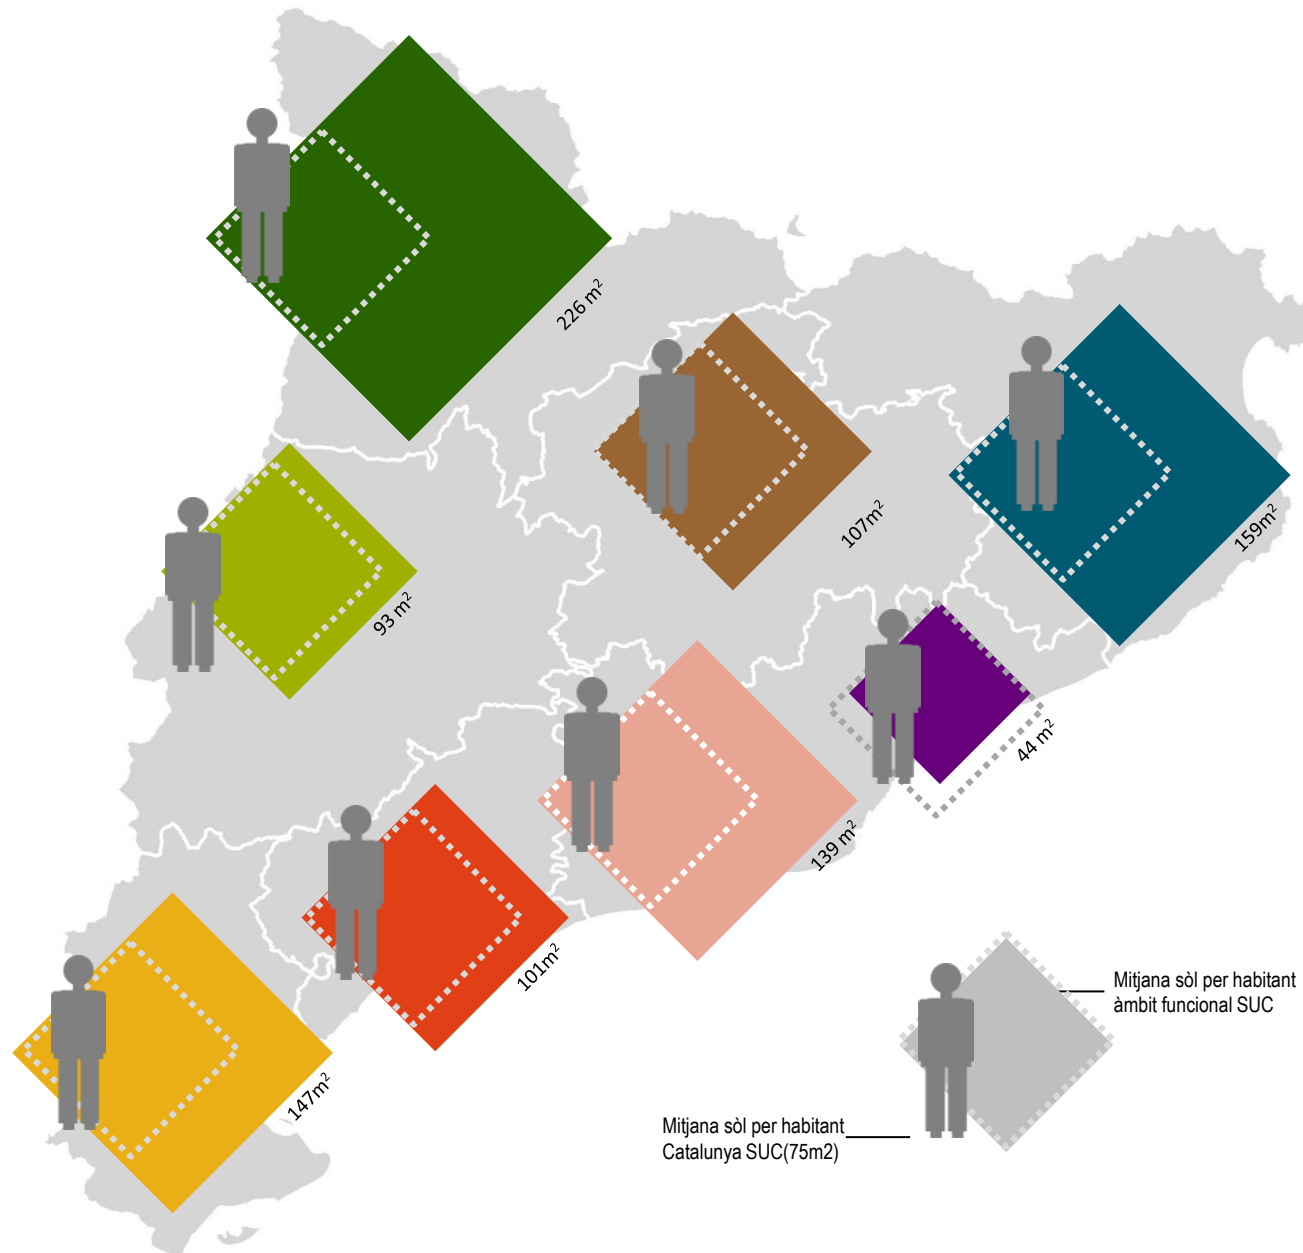 226 m²
107m²
159m²
93 m²
44 m²
139 m²
101m²
147m²
Mitjana sòl per habitant
àmbit funcional SUC
Mitjana sòl per habitant
Catalunya SUC(75m2)